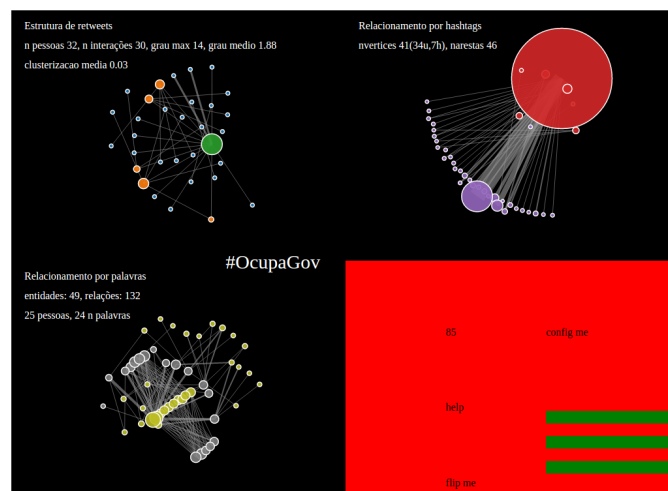 Estrutura de retweets
n pessoas 32, n interações 30, grau max 14, grau medio 1.88
clusterizacao media 0.03
Relacionamento por hashtags
nvertices 41(34u,7h), narestas 46
#OcupaGov
Relacionamento por palavras
entidades: 49, relações: 132
25 pessoas, 24 n palavras
85
config me
help
flip me